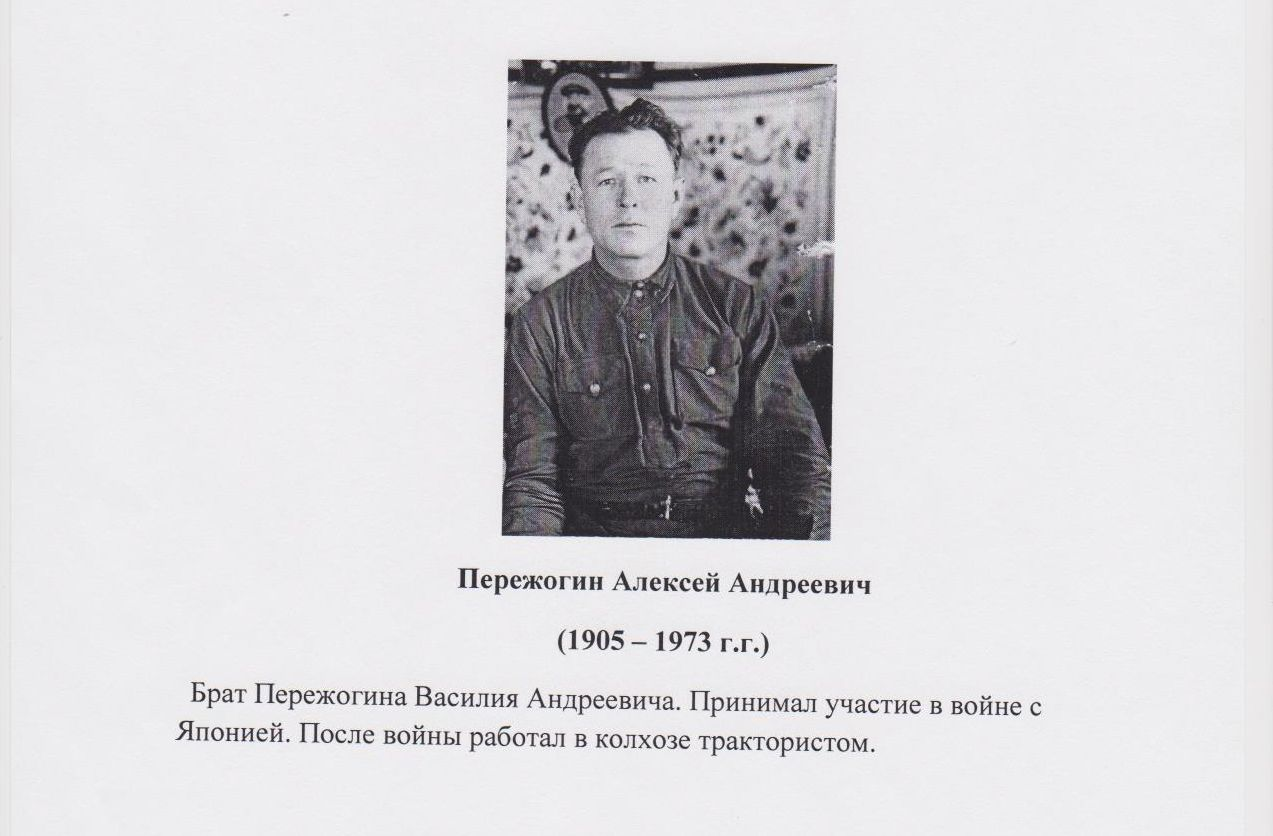 Пережогин Алексей Андреевич
(1905 – 1973 г.г.)
Брат Пережогина Василия Андреевича. Принимал участие в войне с
Японией. После войны работал в колхозе трактористом.